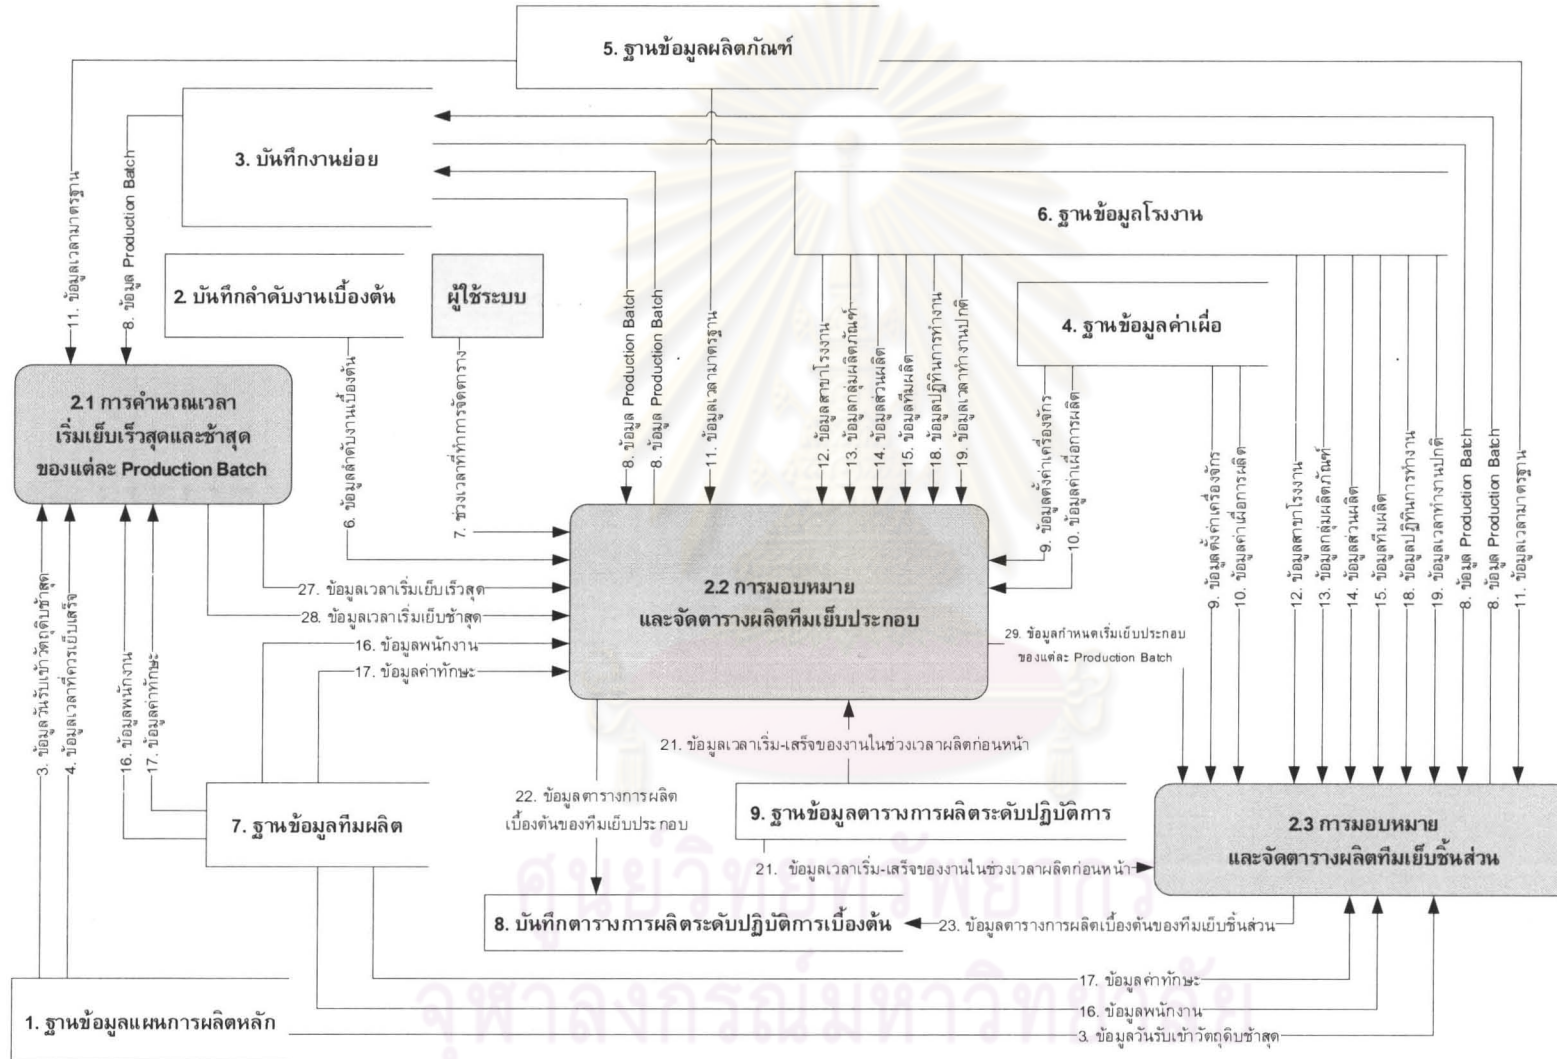 5. ฐานข้อมูลผลิตภัณฑ์
3. บันทึกงานย่อย
6. ฐานข้อมูลโรงงาน
2. บันทึกลำดับงานเบื้องต้น
ผู้ใช้ระบบ
4. ฐานข้อมูลค่าเผื่อ
11. ข้อมูลเวลามาตรฐาน
8. ข้อมูล Production Batch
2.1 การคำนวณเวลา
เริ่มเย็บเร็วสุดและช้าสุด
ของแต่ละ Production Batch
6. ข้อมูลลำดับงานเบื้องต้น
7. ช่วงเวลาที่ทำการจัดตาราง
8. ข้อมูล Production Batch
8. ข้อมูล Production Batch
11. ข้อมูลเวลามาตรฐาน
12. ข้อมูลสาขาโรงงาน
13. ข้อมูลกลุ่มผลิตภัณฑ์
14. ข้อมูลส่วนผลิต
15. ข้อมูลทีมผลิต
18. ข้อมูลปฏิทินการทำงาน
19. ข้อมูลเวลาทำงานปกติ
9. ข้อมูลตั้งค่าเครื่องจักร
10. ข้อมูลค่าเผื่อการผลิต
9. ข้อมูลตั้งค่าเครื่องจักร
10. ข้อมูลค่าเผื่อการผลิต
12. ข้อมูลสาขาโรงงาน
13. ข้อมูลกลุ่มผลิตภัณฑ์
14. ข้อมูลส่วนผลิต
15. ข้อมูลทีมผลิต
18. ข้อมูลปฏิทินการทำงาน
19. ข้อมูลเวลาทำงานปกติ
8. ข้อมูล Production Batch
8. ข้อมูล Production Batch
11. ข้อมูลเวลามาตรฐาน
2.2 การมอบหมาย
และจัดตารางผลิตทีมเย็บประกอบ
27. ข้อมูลเวลาเริ่มเย็บเร็วสุด
28. ข้อมูลเวลาเริ่มเย็บช้าสุด
16. ข้อมูลพนักงาน
17. ข้อมูลค่าทักษะ
29. ข้อมูลกำหนดเริ่มเย็บประกอบ
ของแต่ละ Production Batch
3. ข้อมูลวันรับเข้าวัตถุดิบช้าสุด
4. ข้อมูลเวลาที่ควรเย็บเสร็จ
16. ข้อมูลพนักงาน
17. ข้อมูลค่าทักษะ
21. ข้อมูลเวลาเริ่ม-เสร็จของงานในช่วงเวลาผลิตก่อนหน้า
22. ข้อมูลตารางการผลิต
เบื้องต้นของทีมเย็บประกอบ
7. ฐานข้อมูลทีมผลิต
9. ฐานข้อมูลตารางการผลิตระดับปฏิบัติการ
2.3 การมอบหมาย
และจัดตารางผลิตทีมเย็บชิ้นส่วน
21. ข้อมูลเวลาเริ่ม-เสร็จของงานในช่วงเวลาผลิตก่อนหน้า
ศูนย์วิทยทรัพยากร
8. บันทึกตารางการผลิตระดับปฏิบัติการเบื้องต้น
23. ข้อมูลตารางการผลิตเบื้องต้นของทีมเย็บชิ้นส่วน
17. ข้อมูลค่าทักษะ
จุฬาลงกรณ์มหาวิทยาลัย
16. ข้อมูลพนักงาน
1. ฐานข้อมูลแผนการผลิตหลัก
3. ข้อมูลวันรับเข้าวัตถุดิบช้าสุด